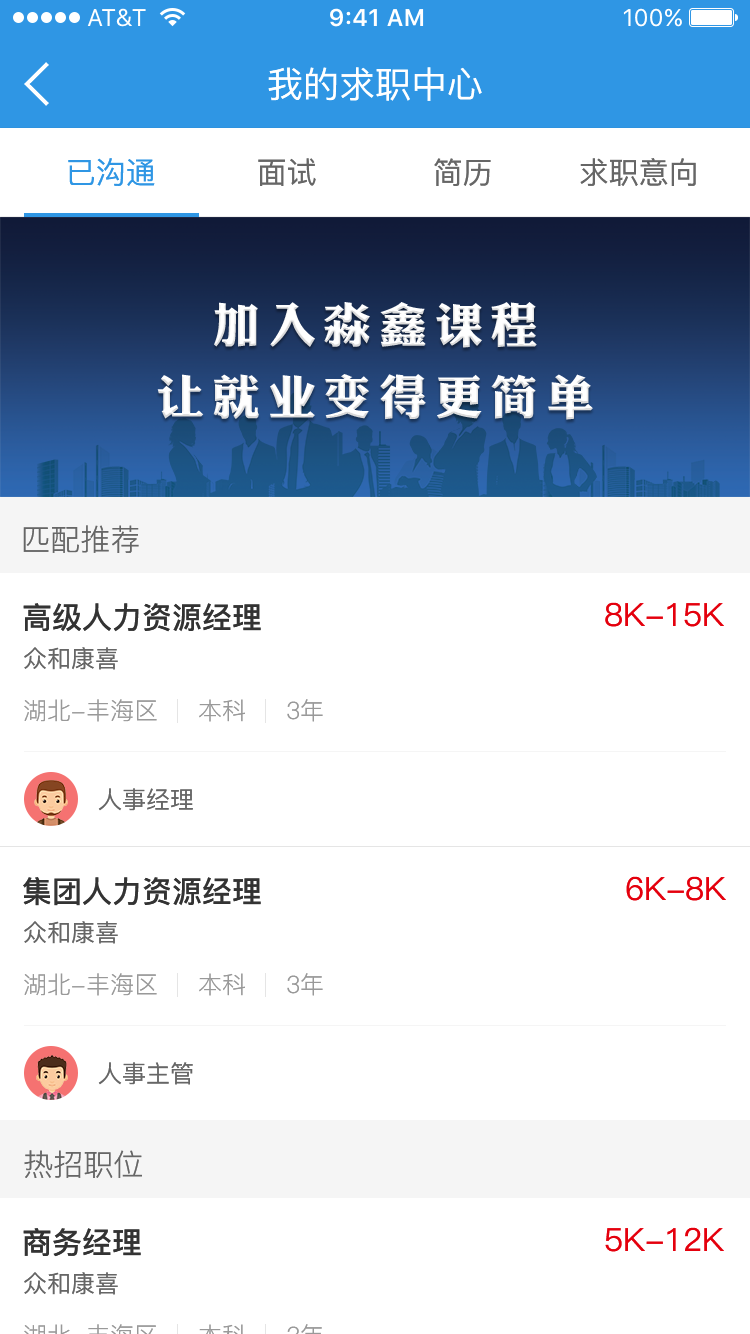 AT&T 9:41 AM 100%
我的求职中心
已沟通 面试 简历 求职意向
加入淼鑫课程
让就业变得更简单
匹配推荐
高级人力资源经理 8K-15K
众和康喜
湖北-丰海区 本科 3年
人事经理
集团人力资源经理 6K-8K
众和康喜
湖北-丰海区 本科 3年
人事主管
热招职位
商务经理 5K-12K
众和康喜